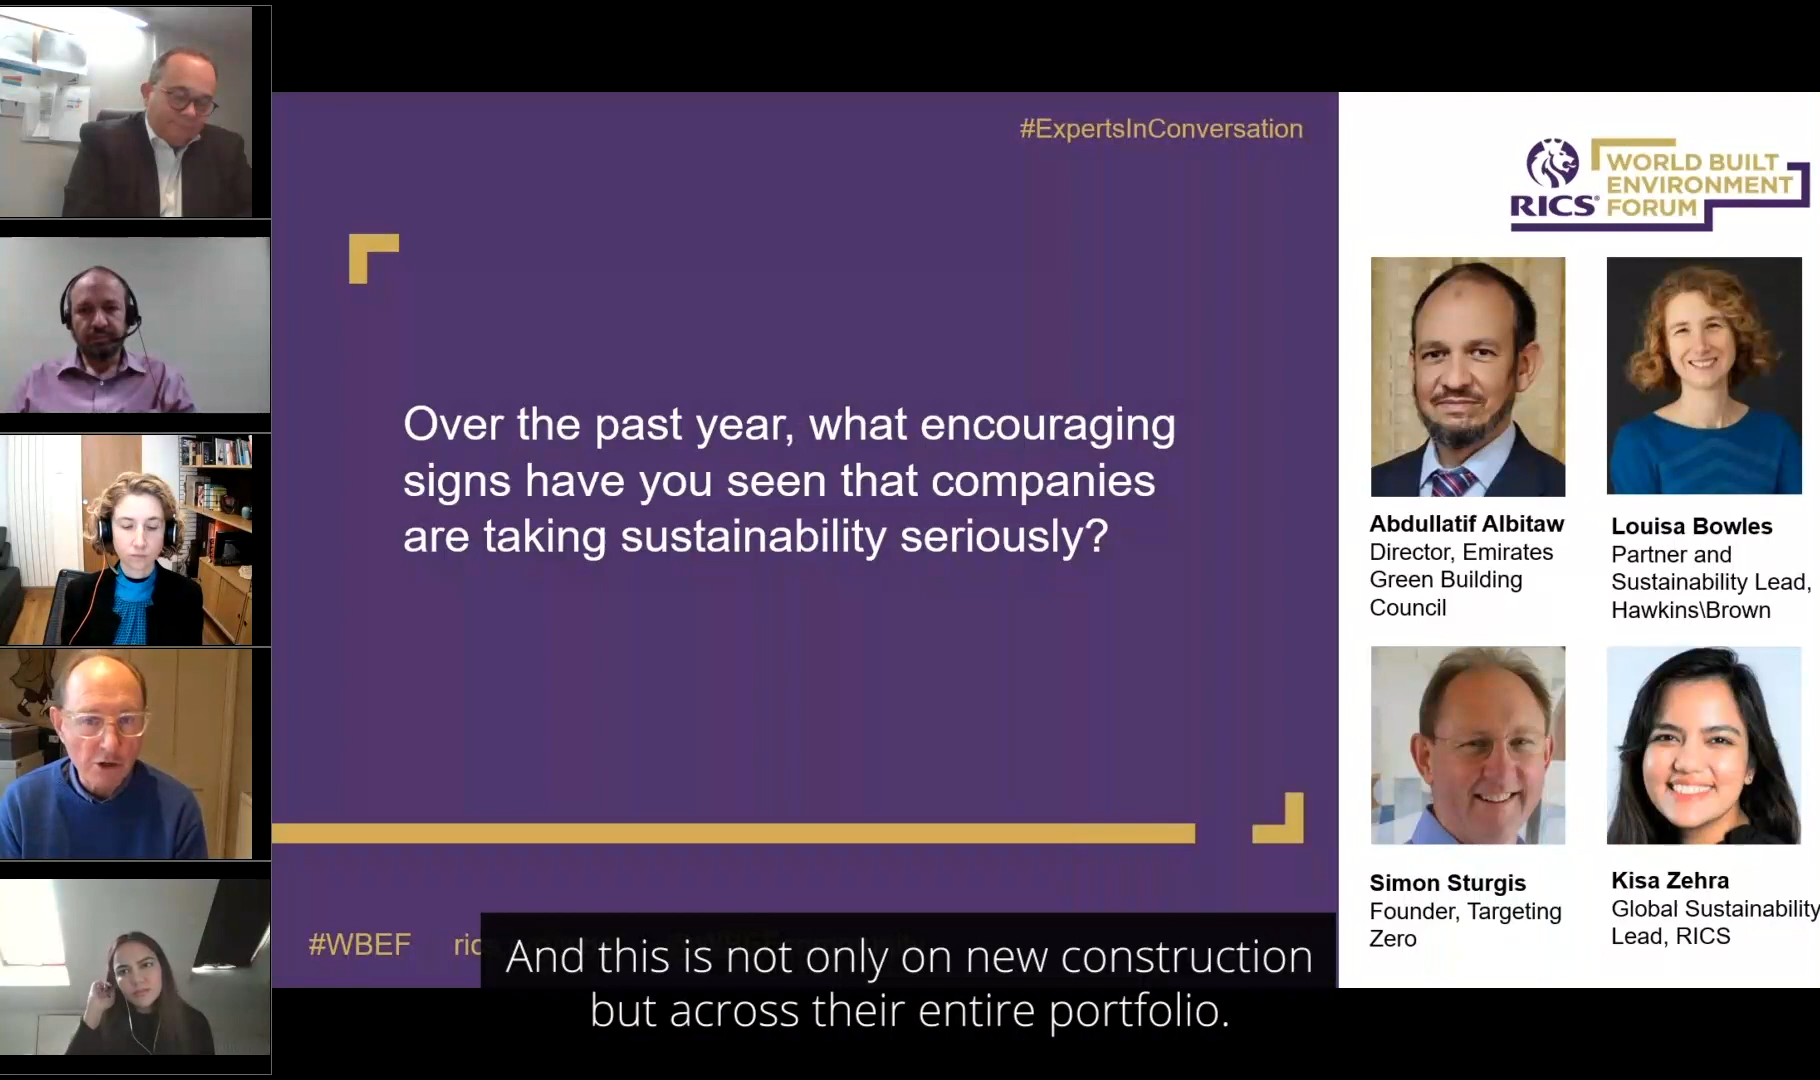 #ExpertsInConversation
Over the past year, what encouraging
signs have you seen that companies
are taking sustainability seriously?
#WBEF
And this is not only on new construction
but across their entire portfolio.
RICS
WORLD BUILT
ENVIRONMENT
FORUM
Abdullatif Albitaw
Director, Emirates
Green Building
Council
Louisa Bowles
Partner and
Sustainability Lead,
Hawkins\Brown
Simon Sturgis
Founder, Targeting
Zero
Kisa Zehra
Global Sustainability
Lead, RICS